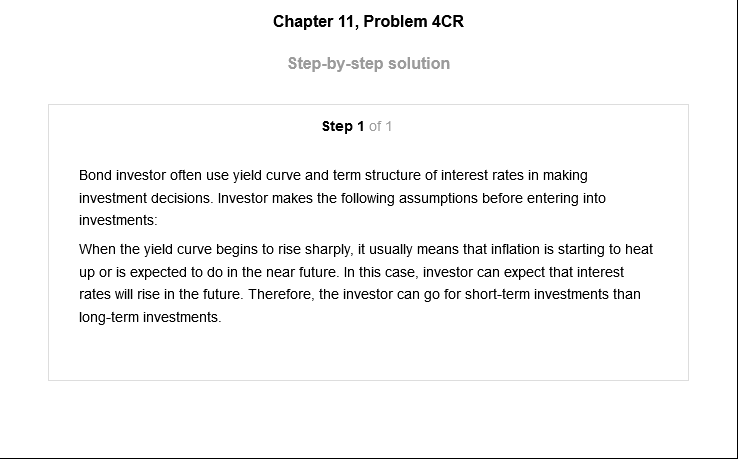 Chapter 11, Problem 4CR
Step-by-step solution
Step 1 of 1
Bond investor often use yield curve and term structure of interest rates in making
investment decisions. Investor makes the following assumptions before entering into
investments:
When the yield curve begins to rise sharply, it usually means that inflation is starting to heat
up or is expected to do in the near future. In this case, investor can expect that interest
rates will rise in the future. Therefore, the investor can go for short-term investments than
long-term investments.